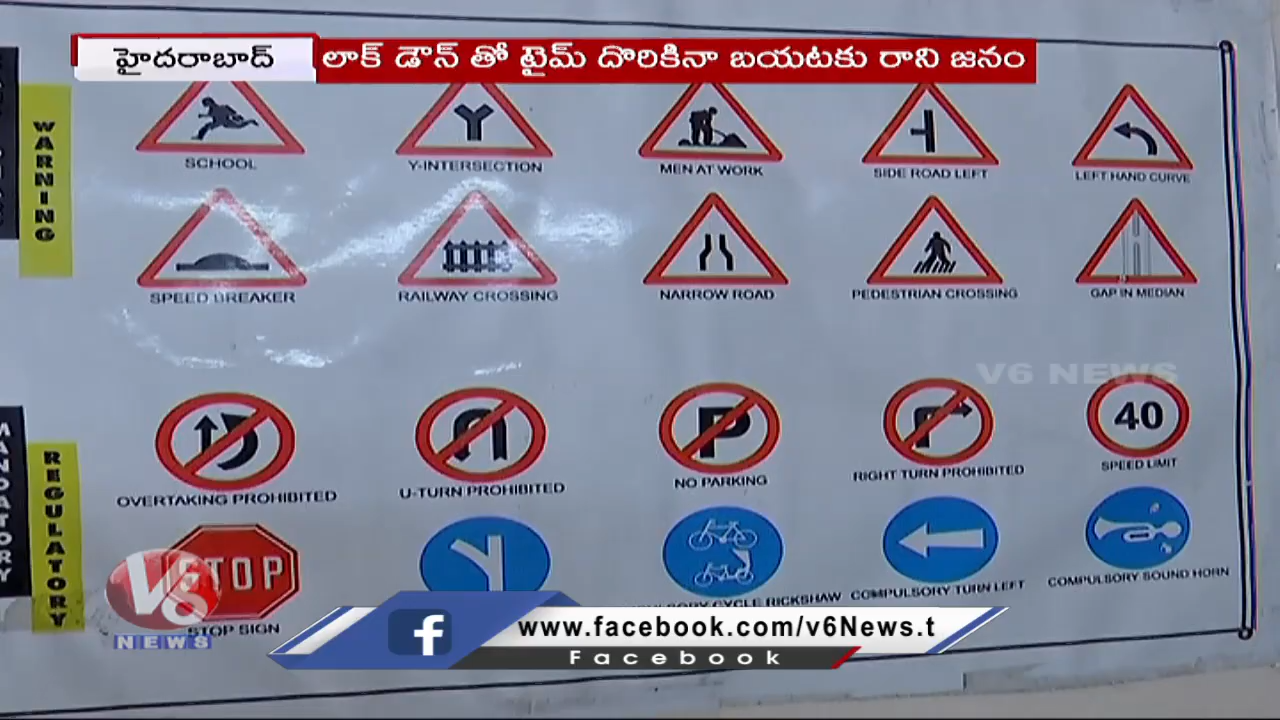 హైదరాబాద్
లాక్ డౌన్ తో టైమ్ దొరికినా బయటకు రాని జనం
WARNING
SCHOOL
Y-INTERSECTION
MEN AT WORK
SIDE ROAD LEFT
LEFT HAND CURVE
SPEED BREAKER
RAILWAY CROSSING
NARROW ROAD
PEDESTRIAN CROSSING
GAP IN MEDIAN
V6 NEWS
MANDATORY
REGULATORY
P
40
OVERTAKING PROHIBITED
U-TURN PROHIBITED
NO PARKING
RIGHT TURN PROHIBITED
SPEED LIMIT
STOP
CYCLE RICKSHAW
COMPULSORY TURN LEFT
COMPULSORY SOUND HORN
STOP SIGN
V6
NEWS
f
www.facebook.com/v6News.t
Facebook